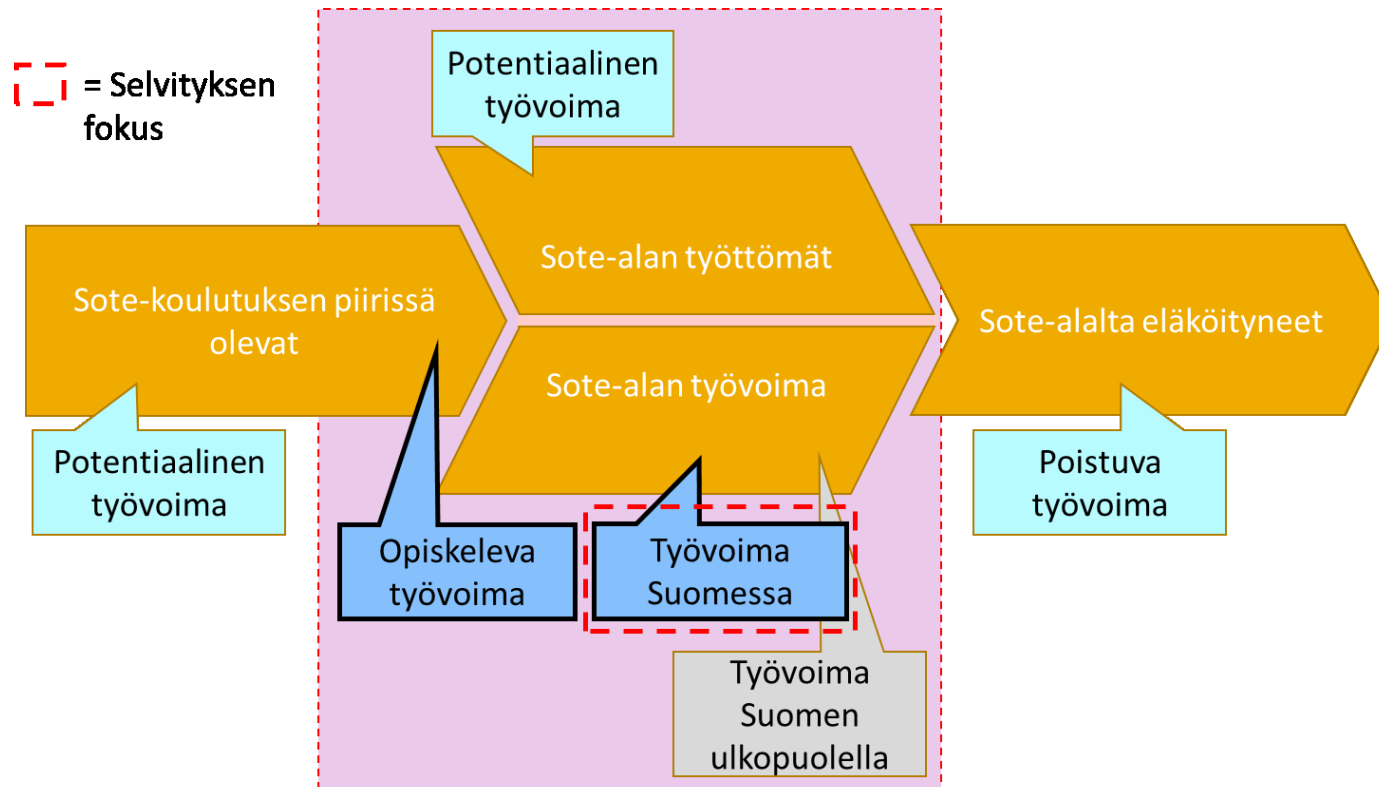 = Selvityksen
fokus
Potentiaalinen
työvoima
Sote-alan työttömät
Sote-koulutuksen piirissä
olevat
Sote-alan työvoima
Sote-alalta eläköityneet
Potentiaalinen
työvoima
Opiskeleva
työvoima
Työvoima
Suomessa
Poistuva
työvoima
Työvoima
Suomen
ulkopuolella